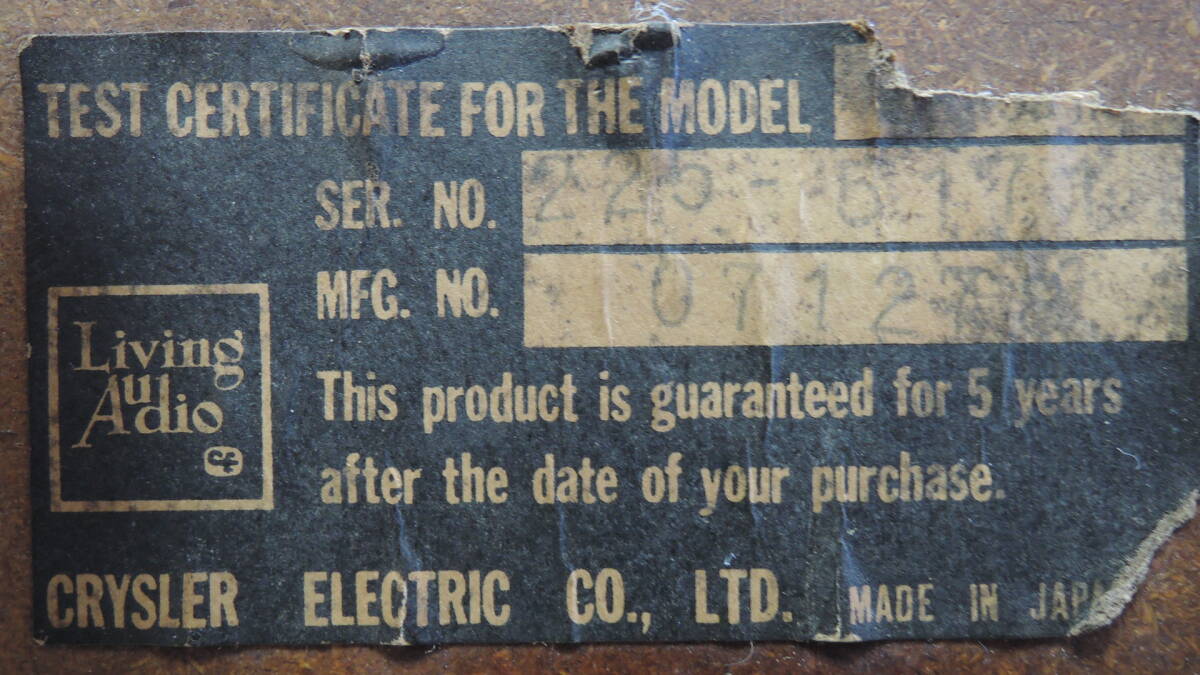 TEST CERTIFICATE FOR THE MODEL
SER. NO.
MFG. NO. 0712
Living
Audio
This product is guaranteed for 5 years
after the date of your purchase.
CRYSLER ELECTRIC CO., LTD. MADE IN